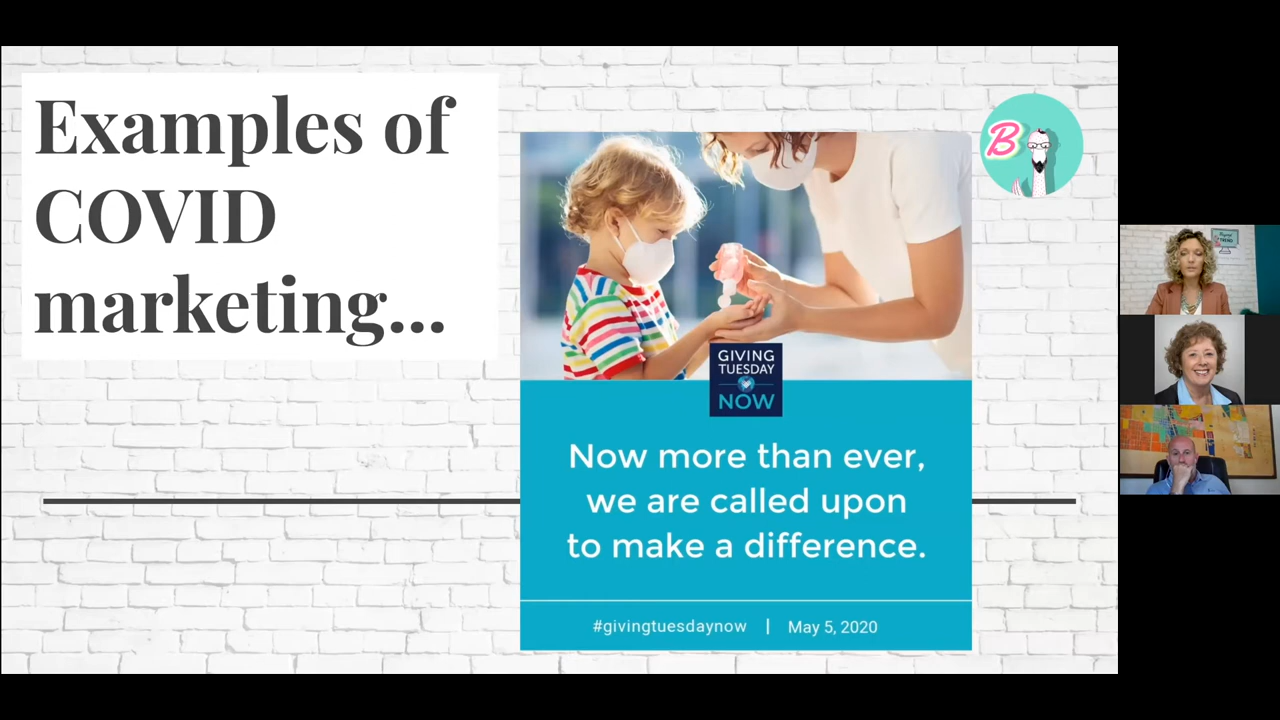 Examples of
COVID
marketing...
B
GIVING
TUESDAY
NOW
Now more than ever,
we are called upon
to make a difference.
#givingtuesdaynow | May 5, 2020